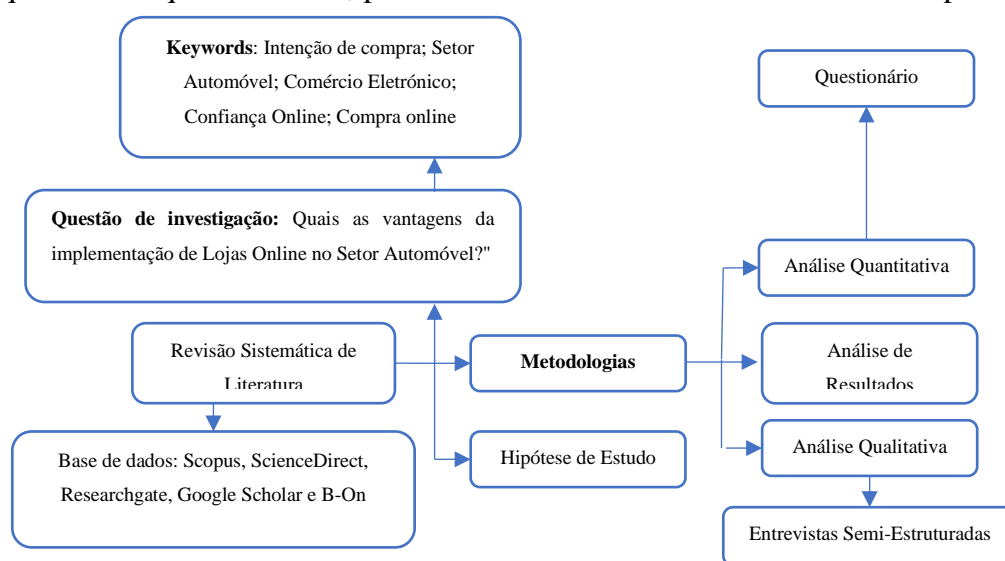 Keywords: Intenção de compra; Setor
Automóvel; Comércio Eletrónico;
Confiança Online; Compra online
Questionário
Questão de investigação: Quais as vantagens da
implementação de Lojas Online no Setor Automóvel?"
Análise Quantitativa
Revisão Sistemática de
Literatura
Metodologias
Análise de
Resultados
Base de dados: Scopus, ScienceDirect,
Researchgate, Google Scholar e B-On
Hipótese de Estudo
Análise Qualitativa
Entrevistas Semi-Estruturadas